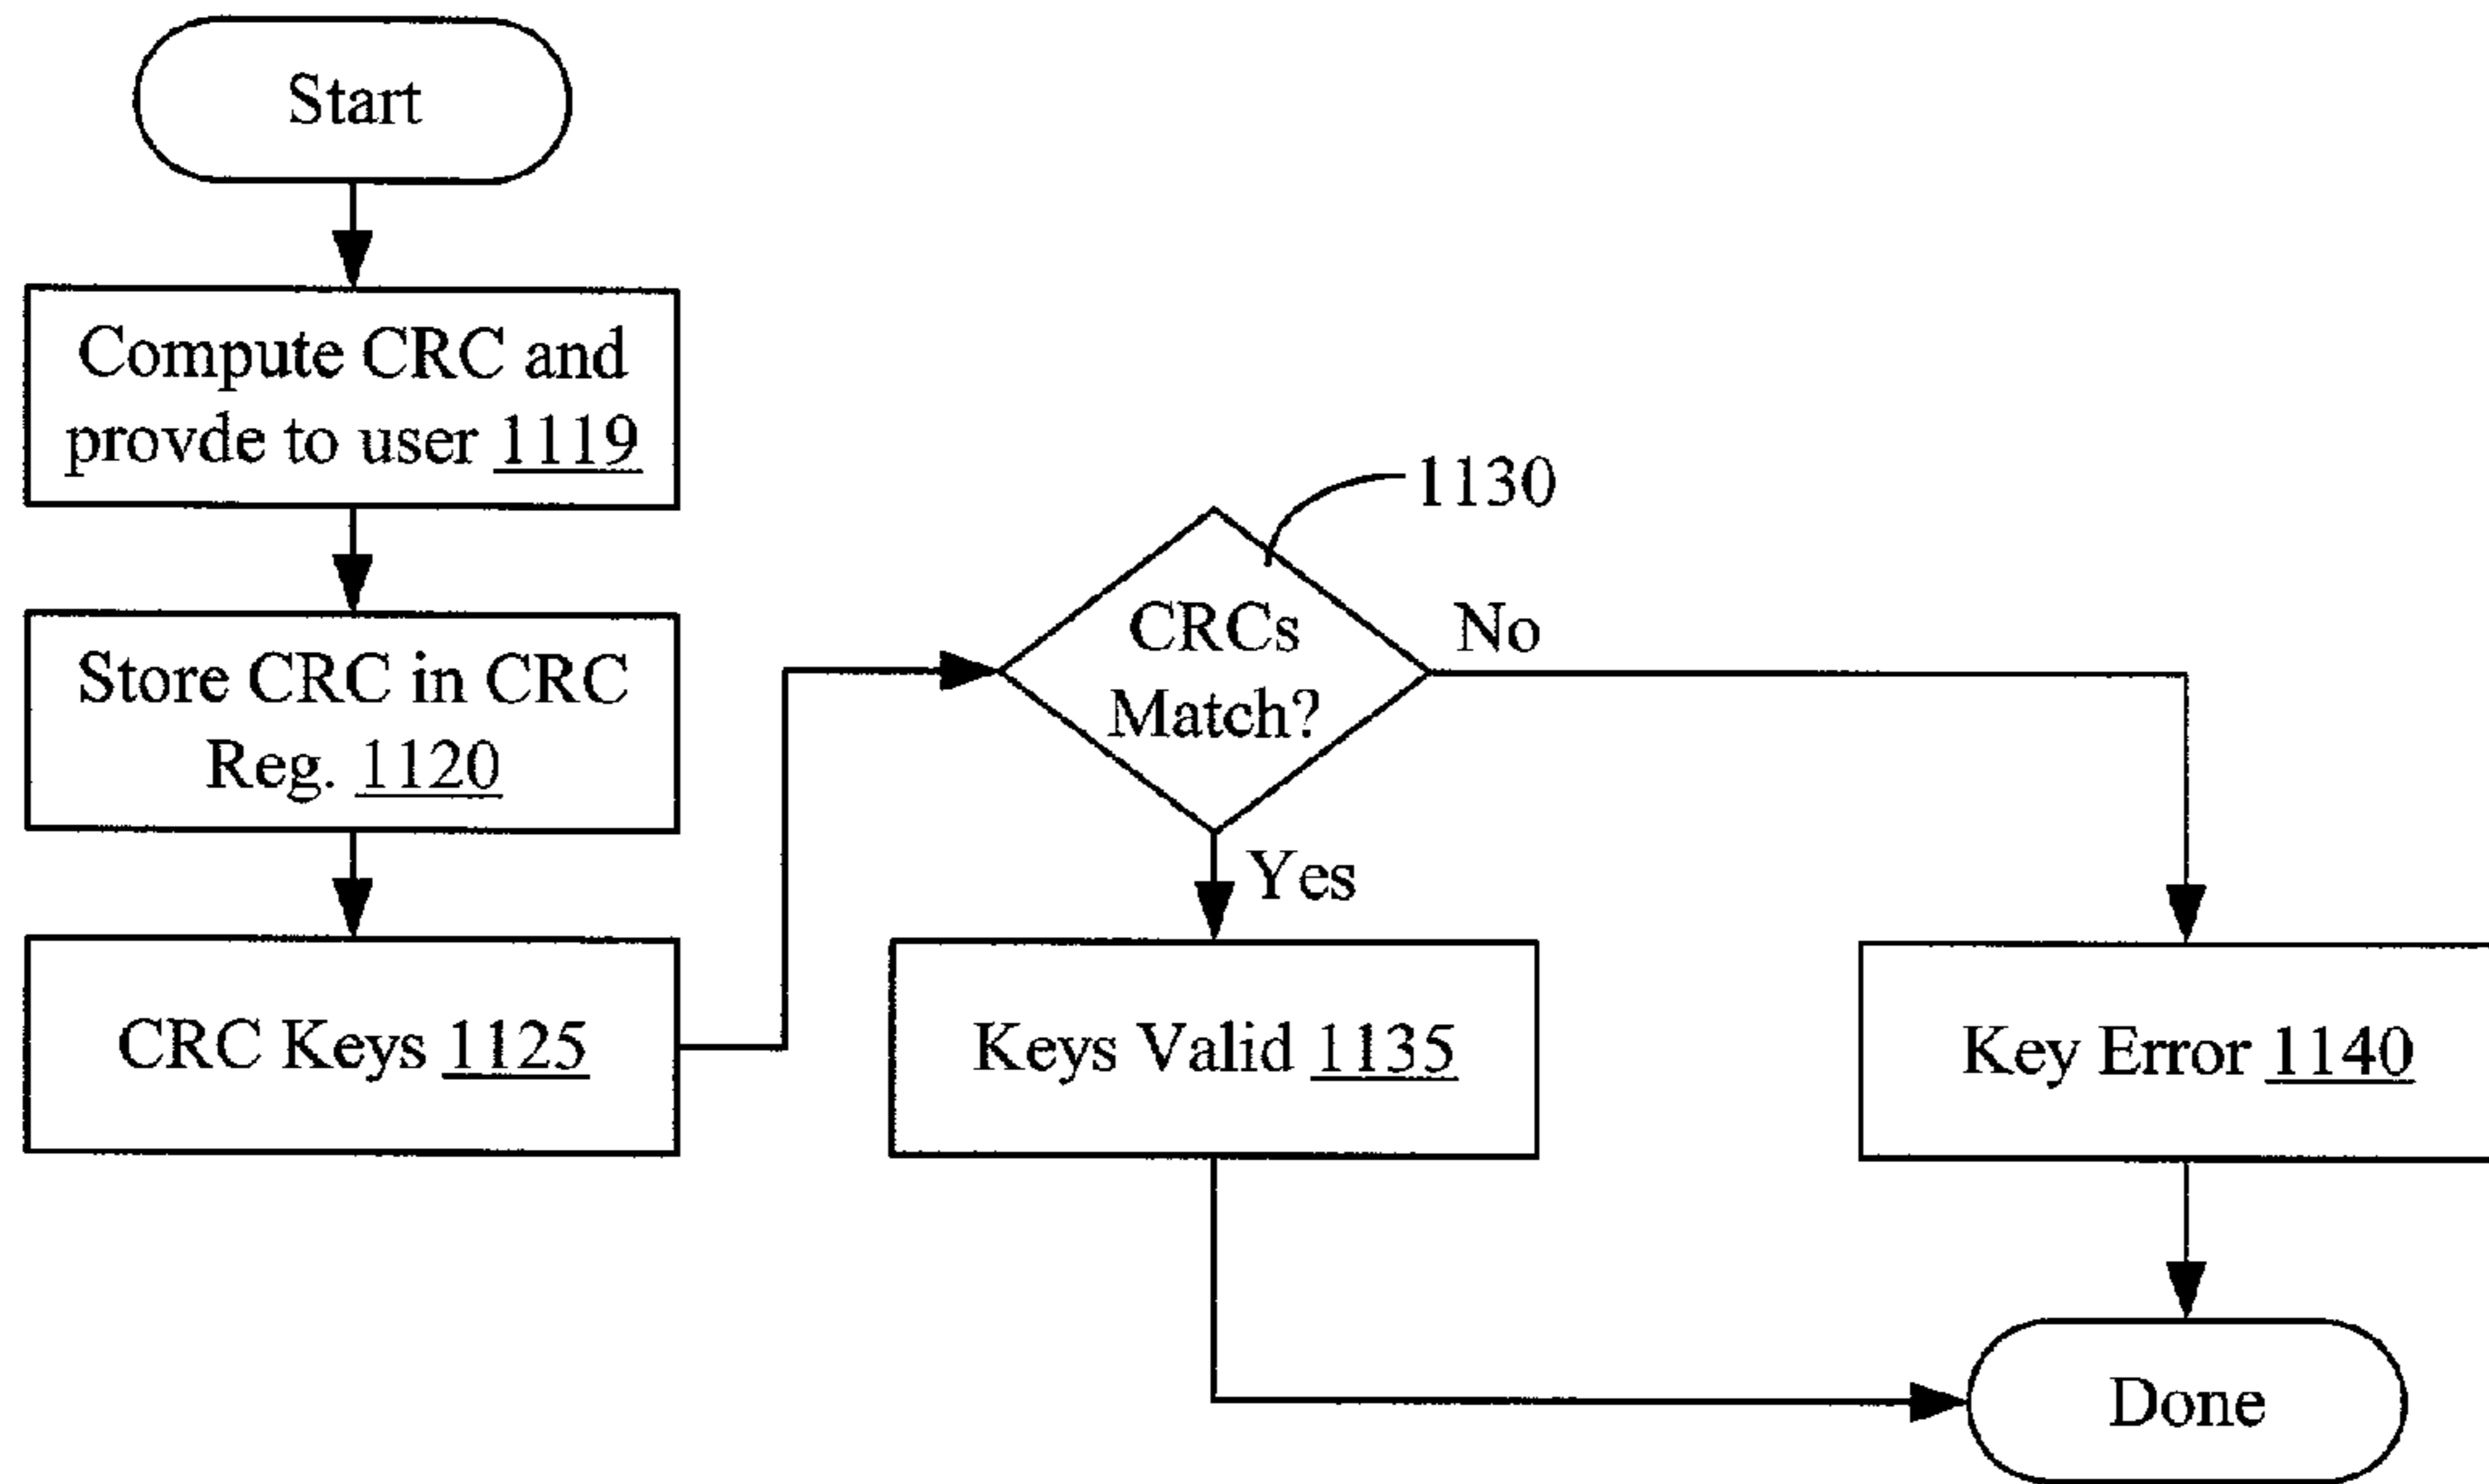 Start
Compute CRC and
provde to user 1119
Store CRC in CRC
Reg. 1120
CRC Keys 1125
1130
CRCs
Match?
No
Yes
Keys Valid 1135
Key Error 1140
Done